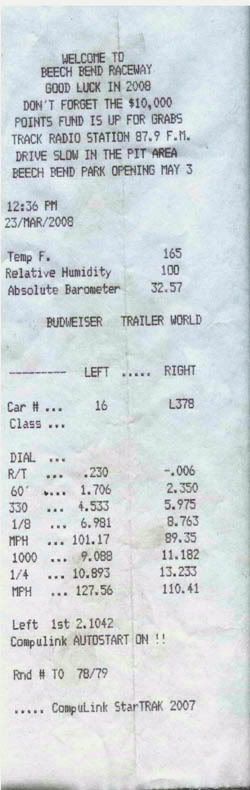 WELCOME TO
BEECH BEND RACEWAY
GOOD LUCK IN 2008
DON'T FORGET THE $10,000
POINTS FUND IS UP FOR GRABS
TRACK RADIO STATION 87.9 F.M.
DRIVE SLOW IN THE PIT AREA
BEECH BEND PARK OPENING MAY 3
12:36 PM
23/MAR/2008
Temp F. 165
Relative Humidity 100
Absolute Barometer 32.57
BUDWEISER TRAILER WORLD
--------- LEFT ..... RIGHT
Car # ... 16 L378
Class ...
DIAL ...
R/T ... .230 -.006
60' ... 1.706 2.350
330 ... 4.533 5.975
1/8 ... 6.981 8.763
MPH ... 101.17 89.35
1000 ... 9.088 11.182
1/4 ... 10.893 13.233
MPH ... 127.56 110.41
Left 1st 2.1042
Compulink AUTOSTART ON !!
Rnd # TO 78/79
..... CompuLink StarTRAK 2007